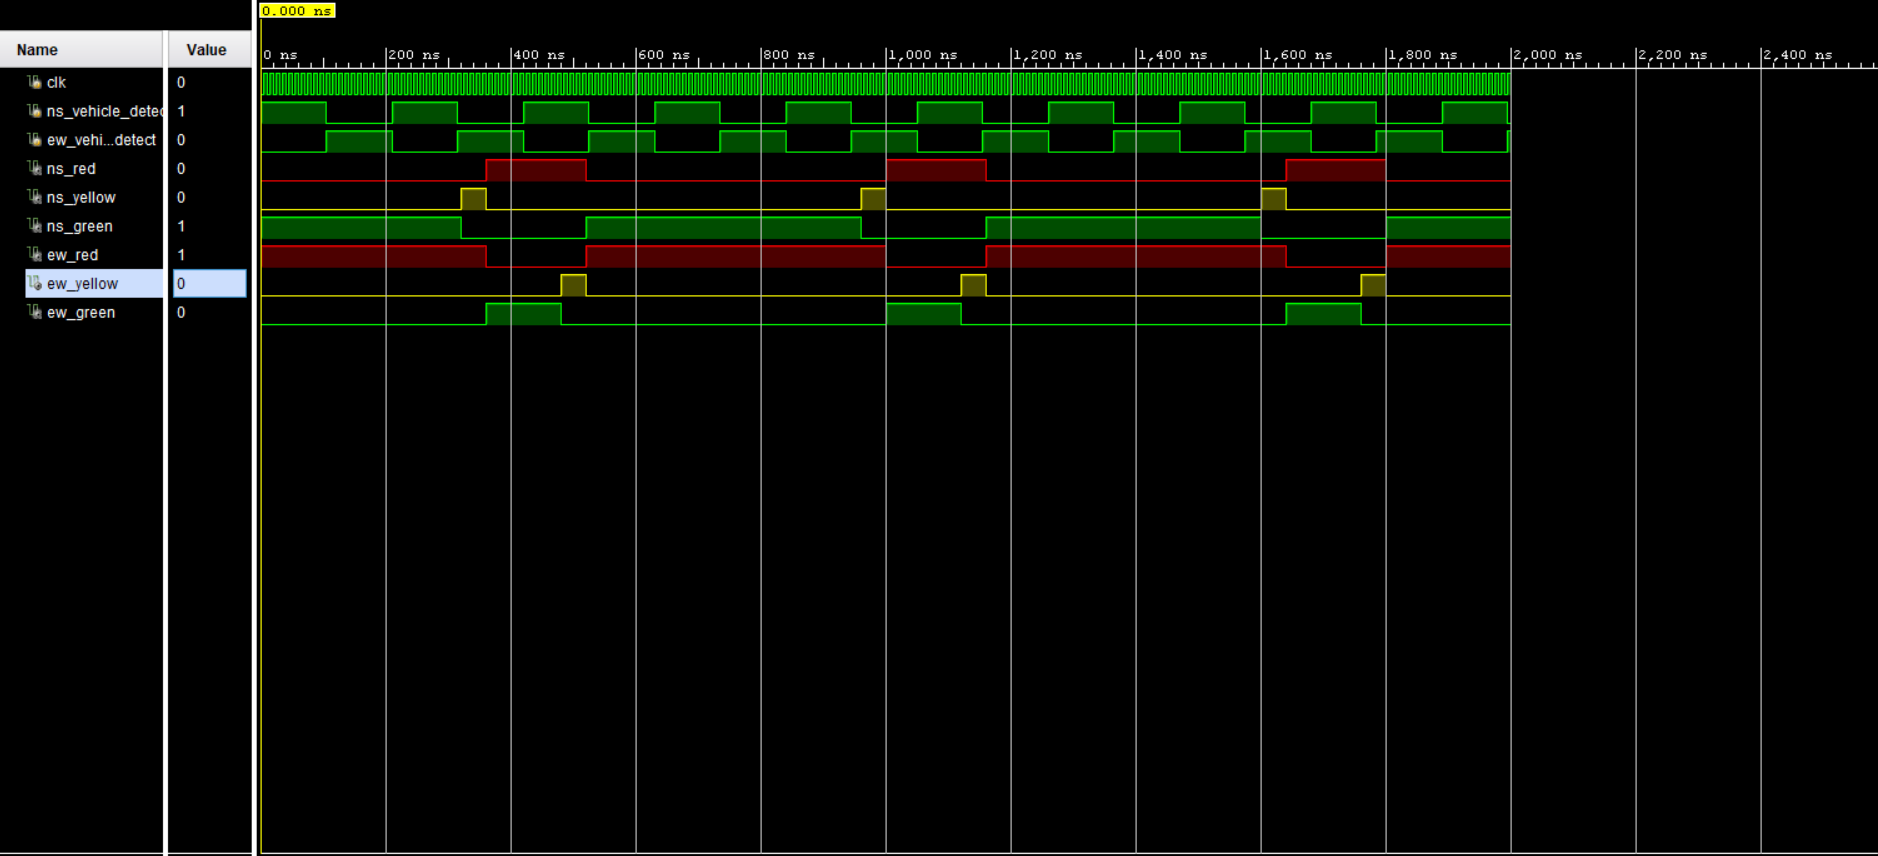 0.000 ns
Name Value
0 ns 200 ns 400 ns 600 ns 800 ns 1,000 ns 1,200 ns 1,400 ns 1,600 ns 1,800 ns 2,000 ns 2,200 ns 2,400 ns
clk 0
ns_vehicle_detec 1
ew_vehi...detect 0
ns_red 0
ns_yellow 0
ns_green 1
ew_red 1
ew_yellow 0
ew_green 0